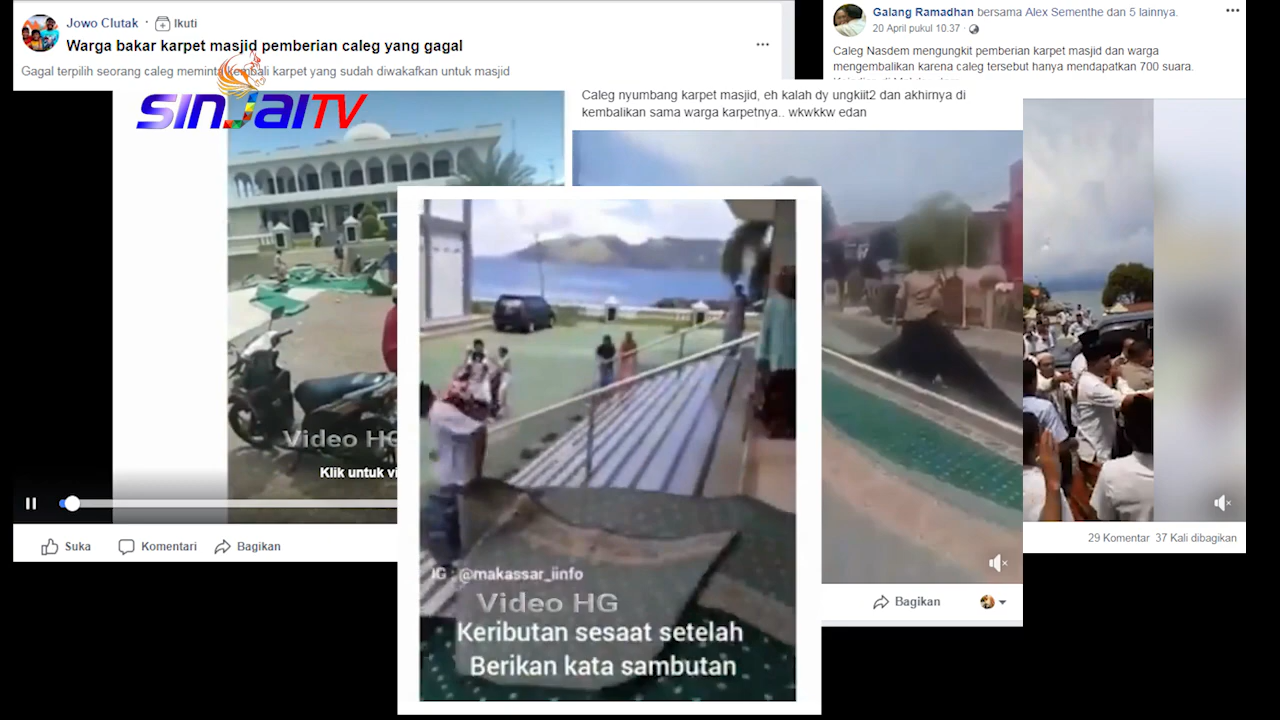 Jowo Clutak · Ikuti
Warga bakar karpet masjid pemberian caleg yang gagal
Gagal terpilih seorang caleg meminta kembali karpet yang sudah diwakafkan untuk masjid
SINJAITV
Video HG
Klik untuk vi
Suka
Komentari
Bagikan
Caleg nyumbang karpet masjid, eh kalah dy ungkiit2 dan akhirnya di
kembalikan sama warga karpetnya.. wkwkkw edan
Bagikan
Galang Ramadhan bersama Alex Sementhe dan 5 lainnya.
20 April pukul 10.37 ·
Caleg Nasdem mengungkit pemberian karpet masjid dan warga
mengembalikan karena caleg tersebut hanya mendapatkan 700 suara.
29 Komentar 37 Kali dibagikan
IG : @makassar_iinfo
Video HG
Keributan sesaat setelah
Berikan kata sambutan